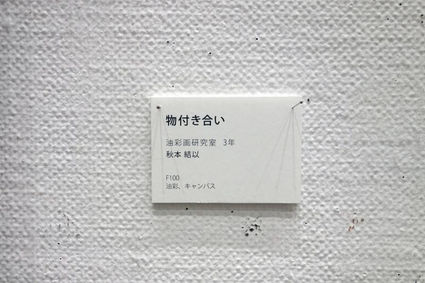 物付き合い
油彩画研究室 3年
秋本 結以
F100
油彩、キャンバス